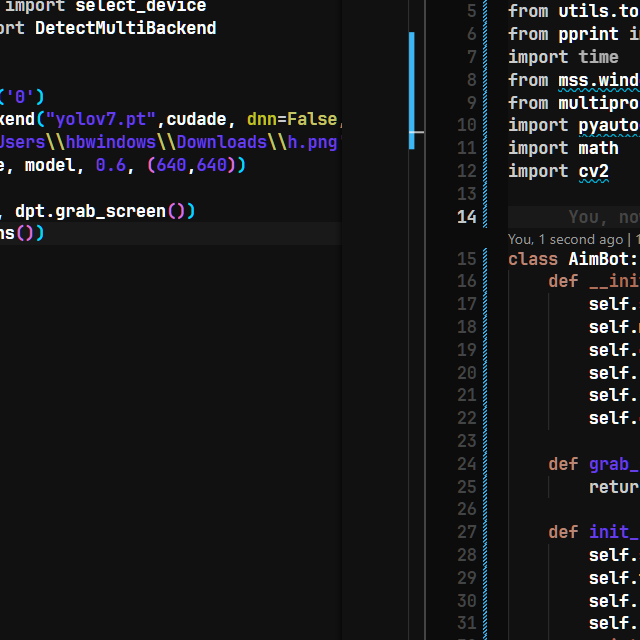 import select_device
ort DetectMultiBackend
('0')
kend("yolov7.pt",cudade, dnn=False,
Users\\hbwindows\\Downloads\\h.png
e, model, 0.6, (640,640))
, dpt.grab_screen())
ns())
5 from utils.to
6 from pprint i
7 import time
8 from mss.wind
9 from multipro
10 import pyauto
11 import math
12 import cv2
13
14 You, no
You, 1 second ago | 1
15 class AimBot:
16 def __ini
17 self.
18 self.
19 self.
20 self.
21 self.
22 self.
23
24 def grab_
25 retur
26
27 def init_
28 self.
29 self.
30 self.
31 self.